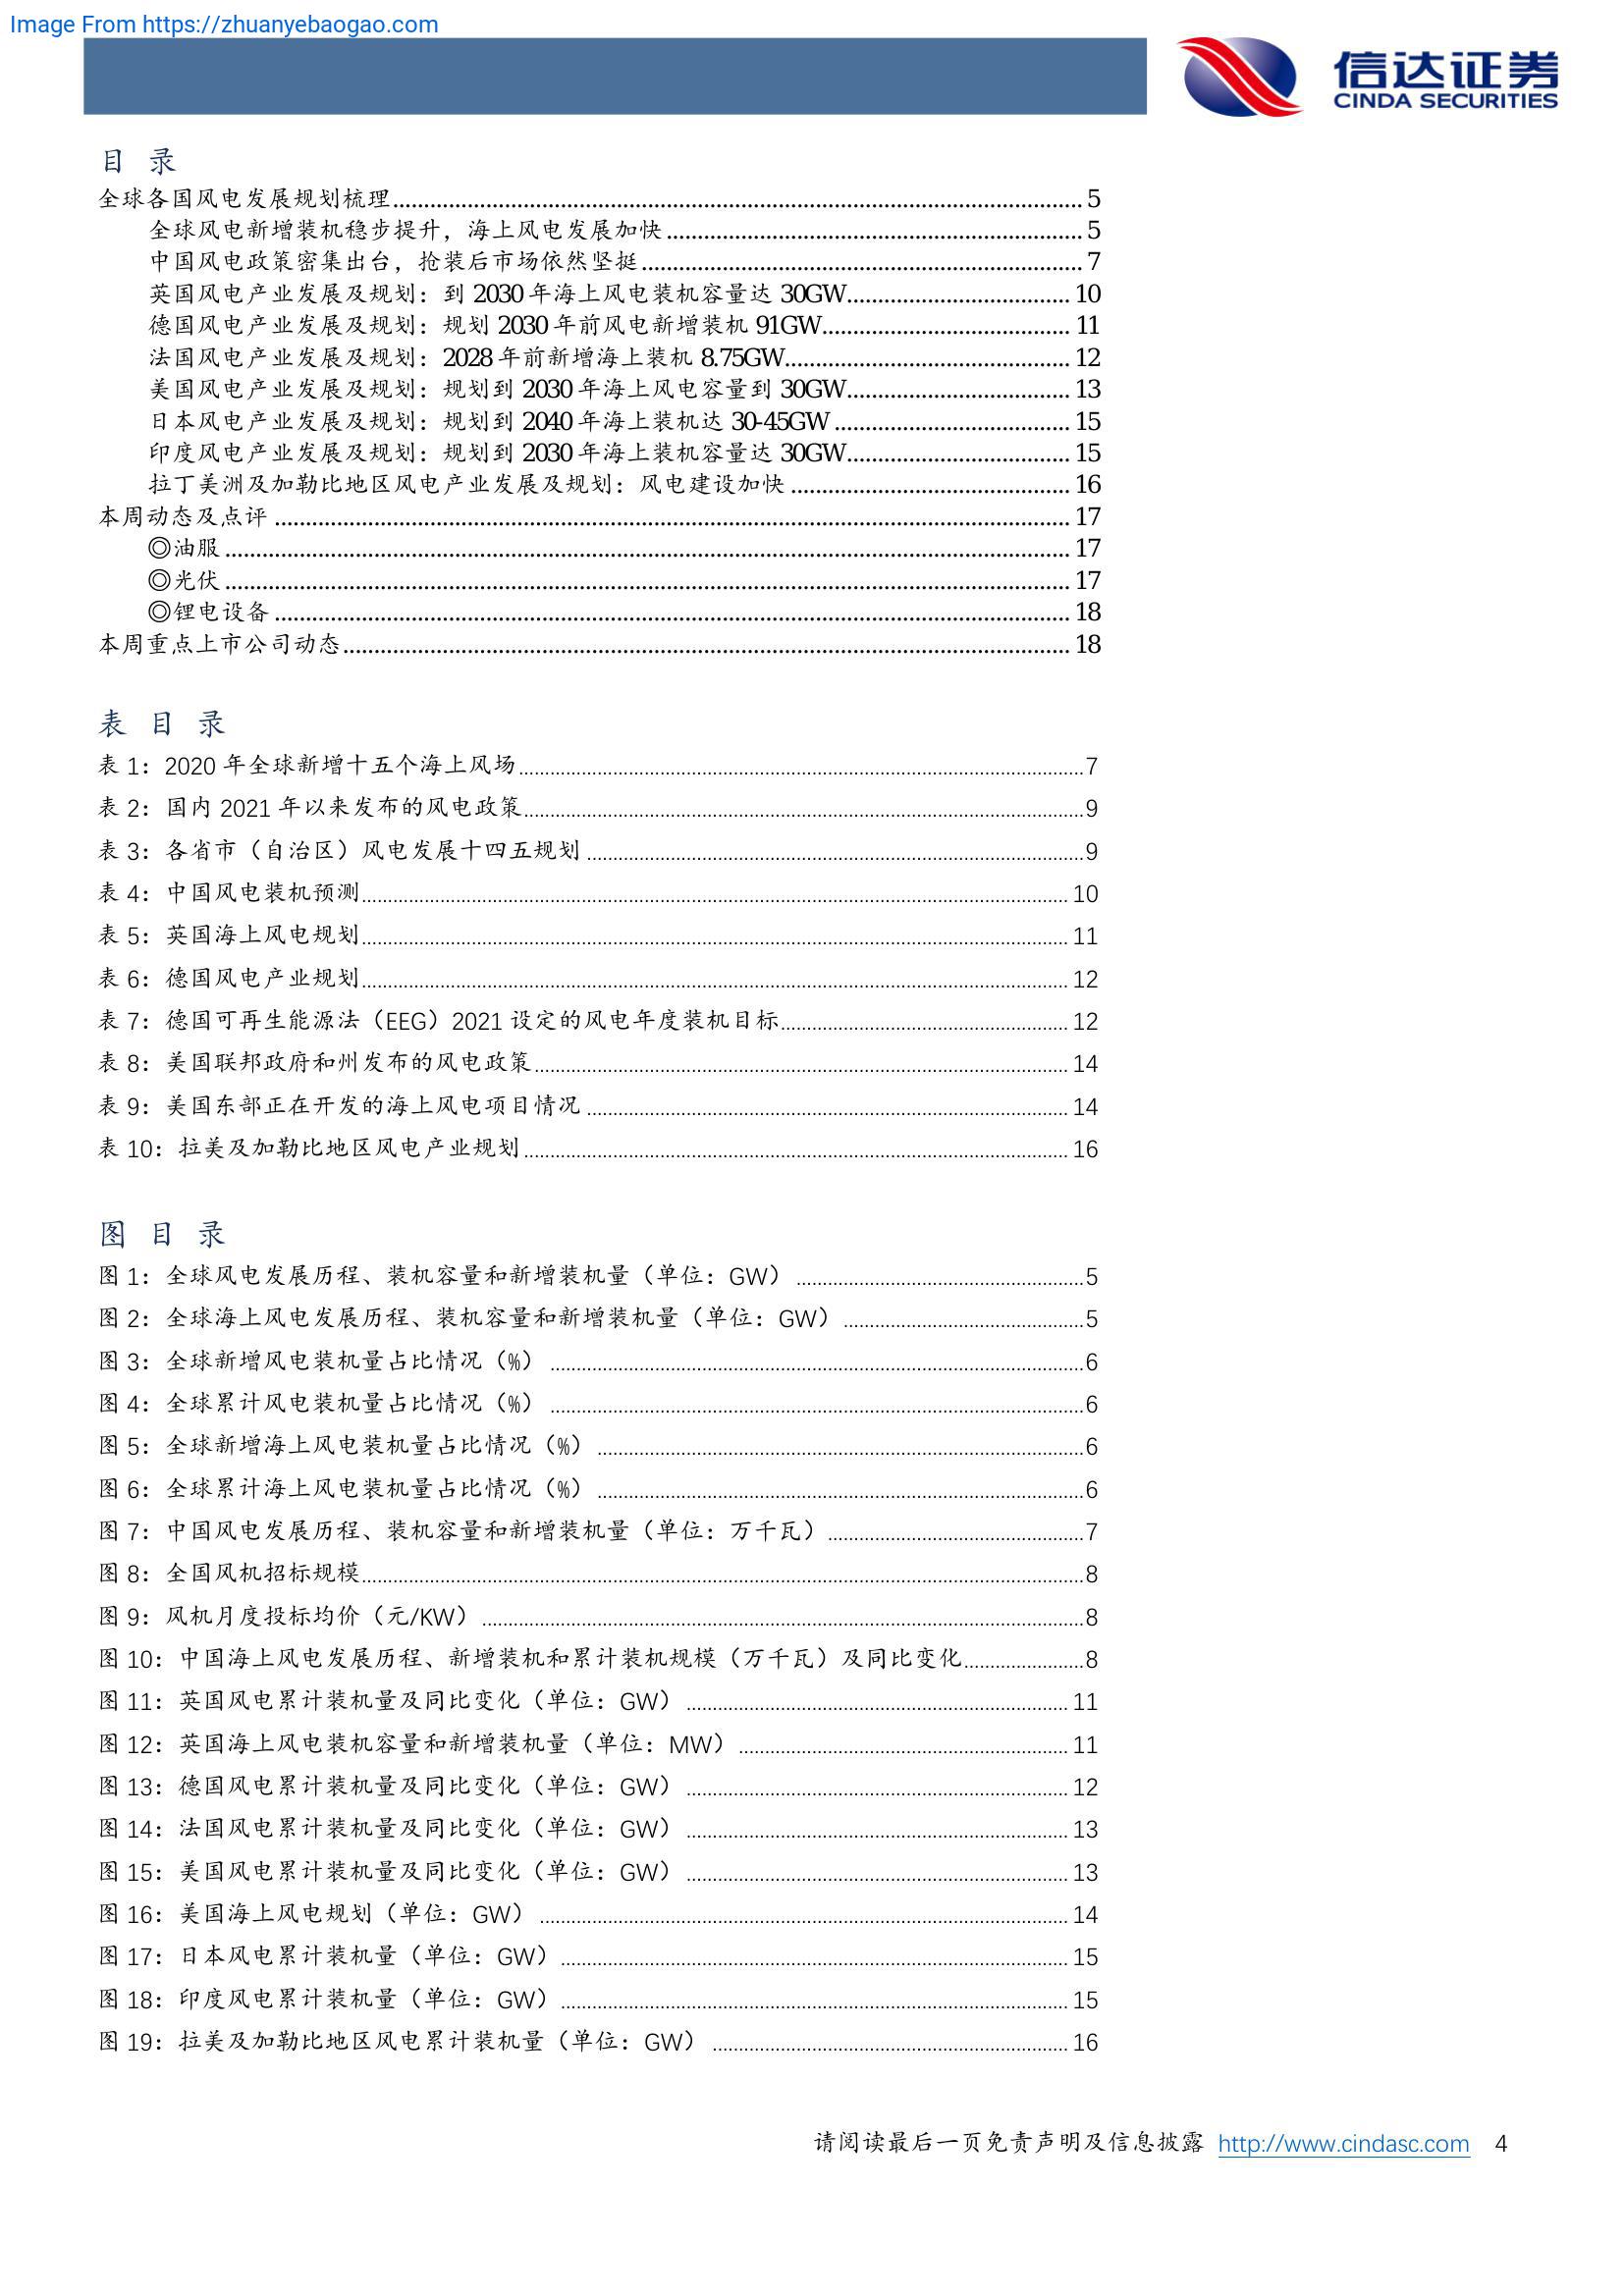 Image From https://zhuanyebaogao.com
信达证券
CINDA SECURITIES
目 录
全球各国风电发展规划梳理 5
全球风电新增装机稳步提升，海上风电发展加快 5
中国风电政策密集出台，抢装后市场依然坚挺 7
英国风电产业发展及规划：到 2030 年海上风电装机容量达 30GW 10
德国风电产业发展及规划：规划 2030 年前风电新增装机 91GW 11
法国风电产业发展及规划：2028 年前新增海上装机 8.75GW 12
美国风电产业发展及规划：规划到 2030 年海上风电容量到 30GW 13
日本风电产业发展及规划：规划到 2040 年海上装机达 30-45GW 15
印度风电产业发展及规划：规划到 2030 年海上装机容量达 30GW 15
拉丁美洲及加勒比地区风电产业发展及规划：风电建设加快 16
本周动态及点评 17
◎油服 17
◎光伏 17
◎锂电设备 18
本周重点上市公司动态 18
表 目 录
表 1：2020 年全球新增十五个海上风场 7
表 2：国内 2021 年以来发布的风电政策 9
表 3：各省市（自治区）风电发展十四五规划 9
表 4：中国风电装机预测 10
表 5：英国海上风电规划 11
表 6：德国风电产业规划 12
表 7：德国可再生能源法（EEG）2021 设定的风电年度装机目标 12
表 8：美国联邦政府和州发布的风电政策 14
表 9：美国东部正在开发的海上风电项目情况 14
表 10：拉美及加勒比地区风电产业规划 16
图 目 录
图 1：全球风电发展历程、装机容量和新增装机量（单位：GW） 5
图 2：全球海上风电发展历程、装机容量和新增装机量（单位：GW） 5
图 3：全球新增风电装机量占比情况（%） 6
图 4：全球累计风电装机量占比情况（%） 6
图 5：全球新增海上风电装机量占比情况（%） 6
图 6：全球累计海上风电装机量占比情况（%） 6
图 7：中国风电发展历程、装机容量和新增装机量（单位：万千瓦） 7
图 8：全国风机招标规模 8
图 9：风机月度投标均价（元/KW） 8
图 10：中国海上风电发展历程、新增装机和累计装机规模（万千瓦）及同比变化 8
图 11：英国风电累计装机量及同比变化（单位：GW） 11
图 12：英国海上风电装机容量和新增装机量（单位：MW） 11
图 13：德国风电累计装机量及同比变化（单位：GW） 12
图 14：法国风电累计装机量及同比变化（单位：GW） 13
图 15：美国风电累计装机量及同比变化（单位：GW） 13
图 16：美国海上风电规划（单位：GW） 14
图 17：日本风电累计装机量（单位：GW） 15
图 18：印度风电累计装机量（单位：GW） 15
图 19：拉美及加勒比地区风电累计装机量（单位：GW） 16
请阅读最后一页免责声明及信息披露 http://www.cindasc.com 4